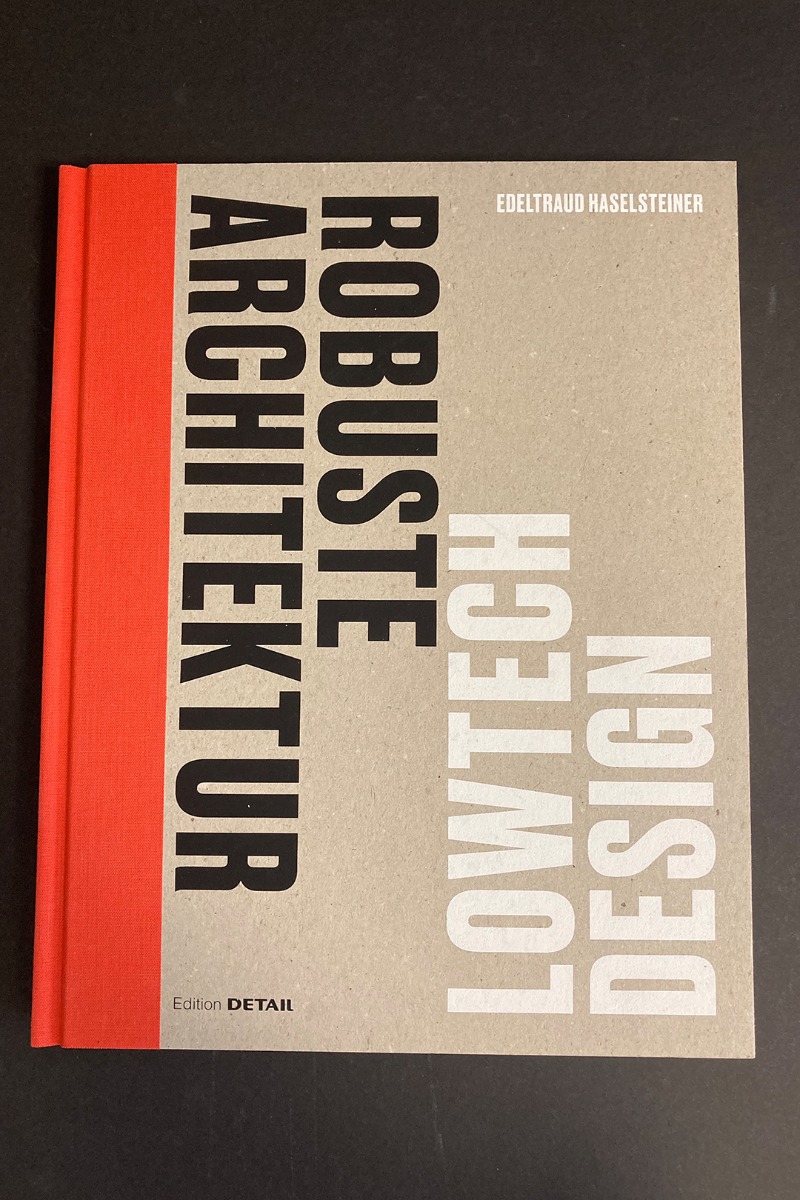 EDELTRAUD HASELSTEINER
ROBUSTE
ARCHITEKTUR
LOWTECH
DESIGN
Edition DETAIL